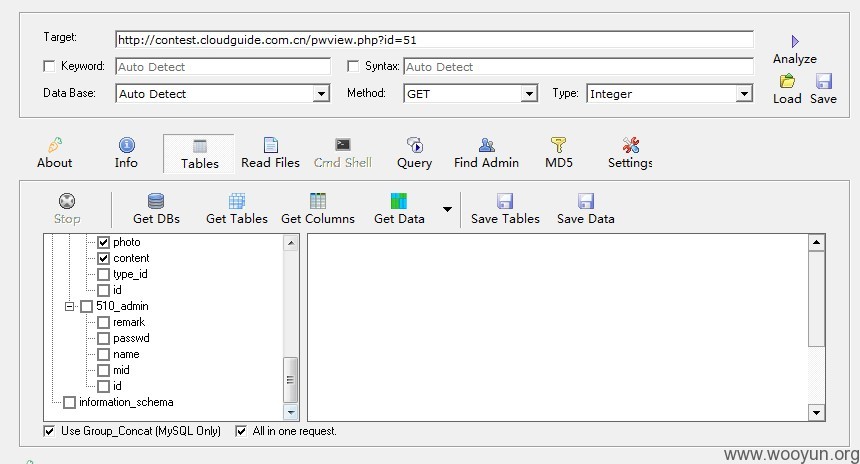 Target: http://contest.cloudguide.com.cn/pwview.php?id=51
Analyze
Keyword: Auto Detect Syntax: Auto Detect
Data Base: Auto Detect Method: GET Type: Integer
Load Save
About Info Tables Read Files Cmd Shell Query Find Admin MD5 Settings
Stop Get DBs Get Tables Get Columns Get Data Save Tables Save Data
photo
content
type_id
id
510_admin
remark
passwd
name
mid
id
information_schema
Use Group_Concat (MySQL Only) All in one request.
www.wooyun.org